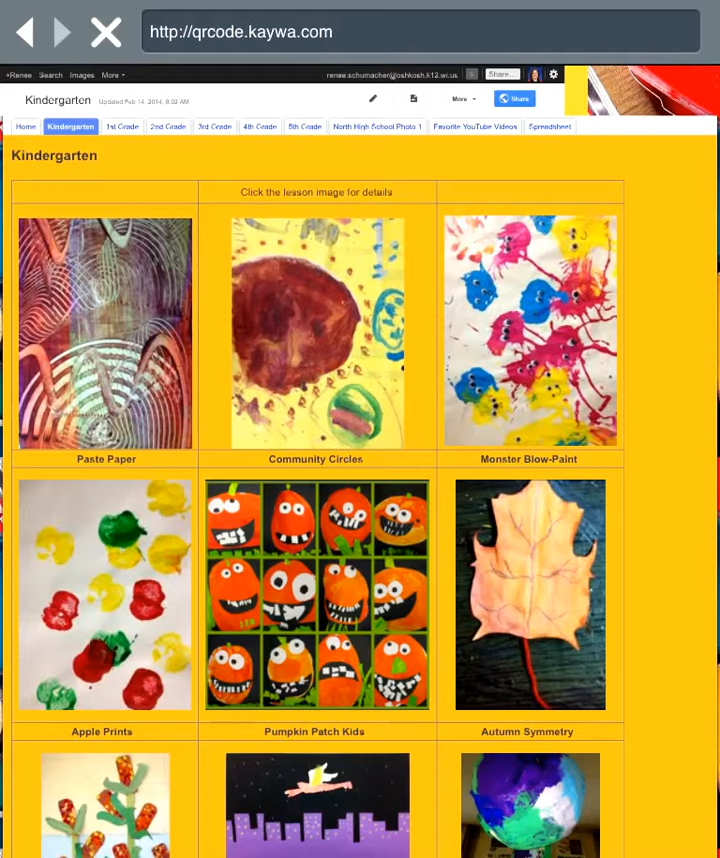 http://qrcode.kaywa.com
+Renee Search Images More
renee.schumacher@oshkosh.k12.wi.us Share...
Kindergarten Updated Feb 14, 2014, 8:02 AM More Share
Home Kindergarten 1st Grade 2nd Grade 3rd Grade 4th Grade 5th Grade North High School Photo 1 Favorite YouTube Videos Spreadsheet
Kindergarten
Click the lesson image for details
Paste Paper Community Circles Monster Blow-Paint
Apple Prints Pumpkin Patch Kids Autumn Symmetry